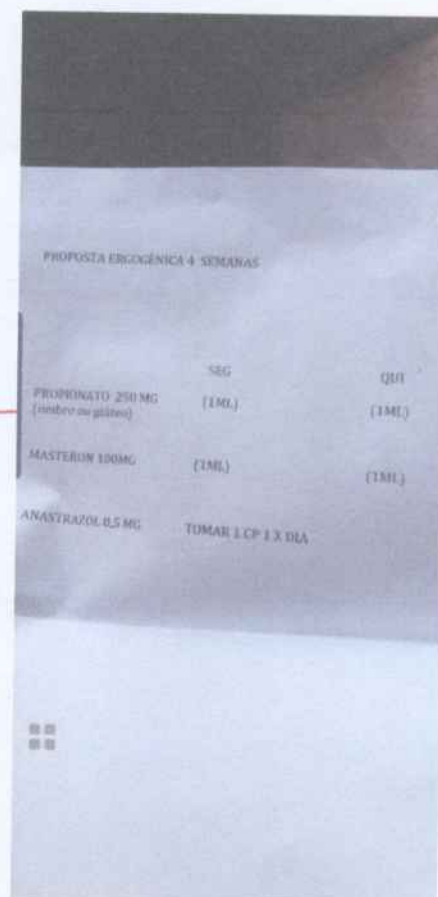 PROPOSTA ERGOGÊNICA 4 SEMANAS
SEG QUI
PROPIONATO 250 MG (1ML) (1ML)
(ombro ou glúteo)
MASTERON 100MG (1ML) (1ML)
ANASTRAZOL 0,5 MG TOMAR 1 CP 1 X DIA